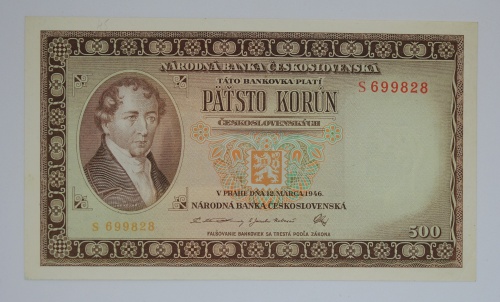 NÁRODNÁ BANKA ČESKOSLOVENSKÁ
TÁTO BANKOVKA PLATÍ
S 699828
PÄŤSTO KORÚN
ČESKOSLOVENSKÝCH
V PRAHE DŇA 12. MARCA 1946.
NÁRODNÁ BANKA ČESKOSLOVENSKÁ
S 699828
500
FALŠOVANIE BANKOVIEK SA TRESTÁ PODĽA ZÁKONA